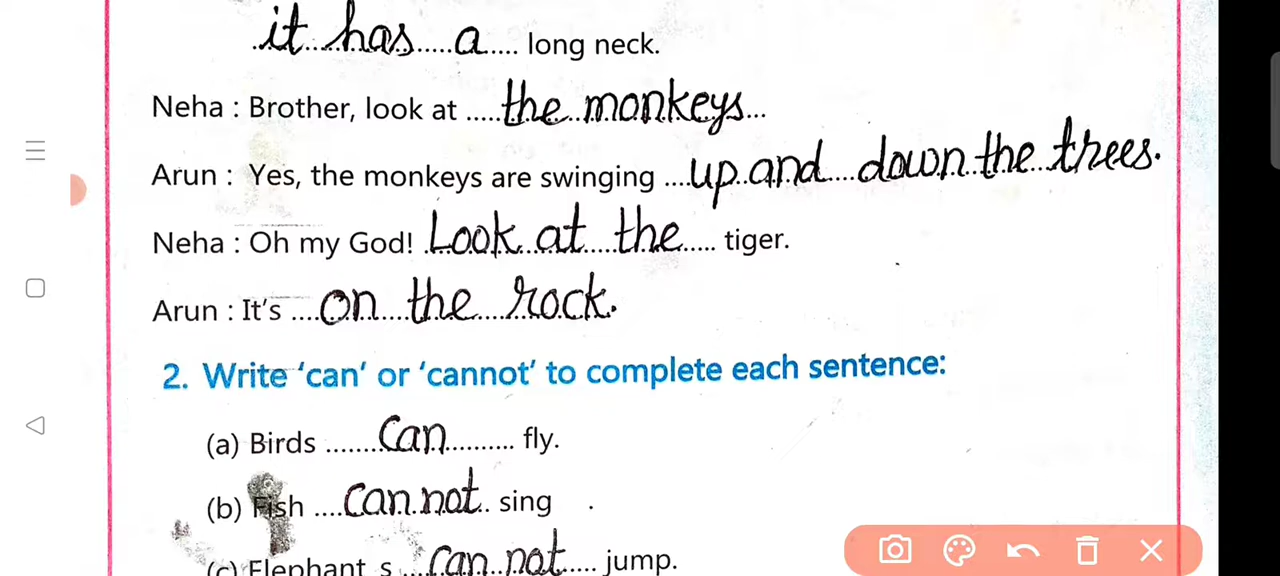 it has a long neck.
Neha : Brother, look at the monkeys
Arun : Yes, the monkeys are swinging up and down the trees.
Neha : Oh my God! Look at the tiger.
Arun : It's on the rock.
2. Write 'can' or 'cannot' to complete each sentence:
(a) Birds can fly.
(b) Fish can not sing .
(c) Elephant s can not jump.